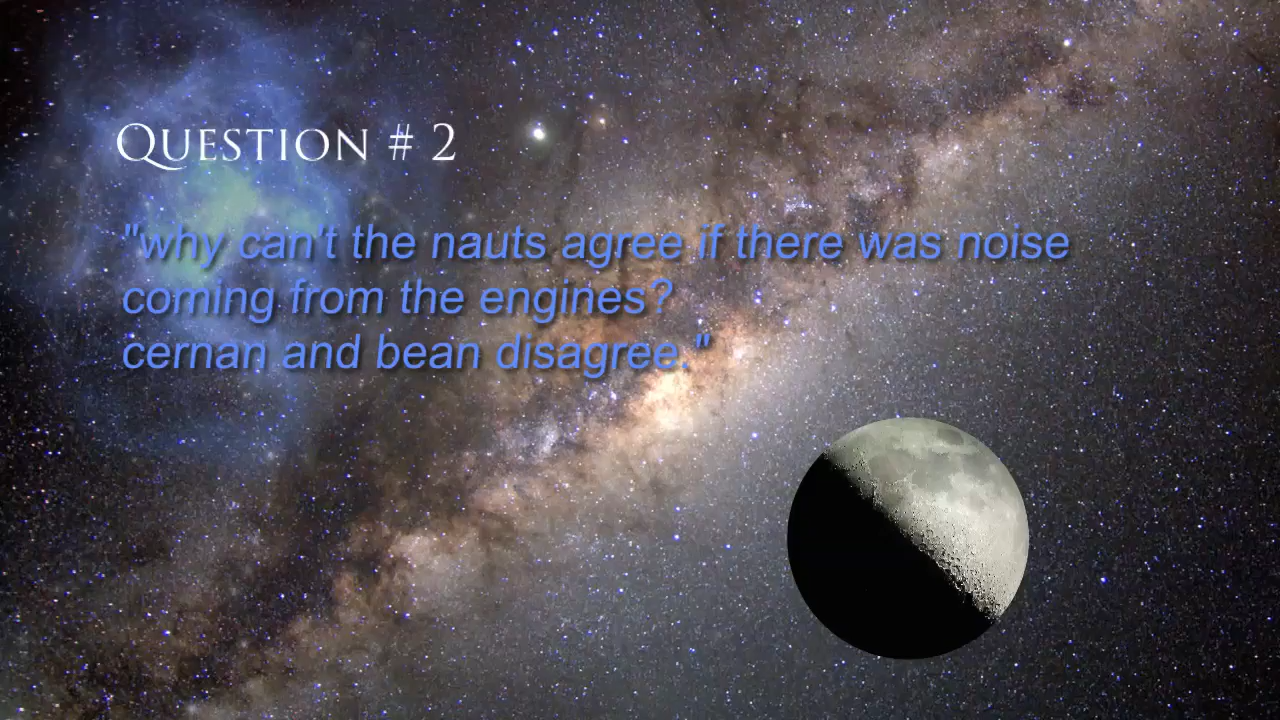 Question # 2
"why can't the nauts agree if there was noise
coming from the engines?
cernan and bean disagree."